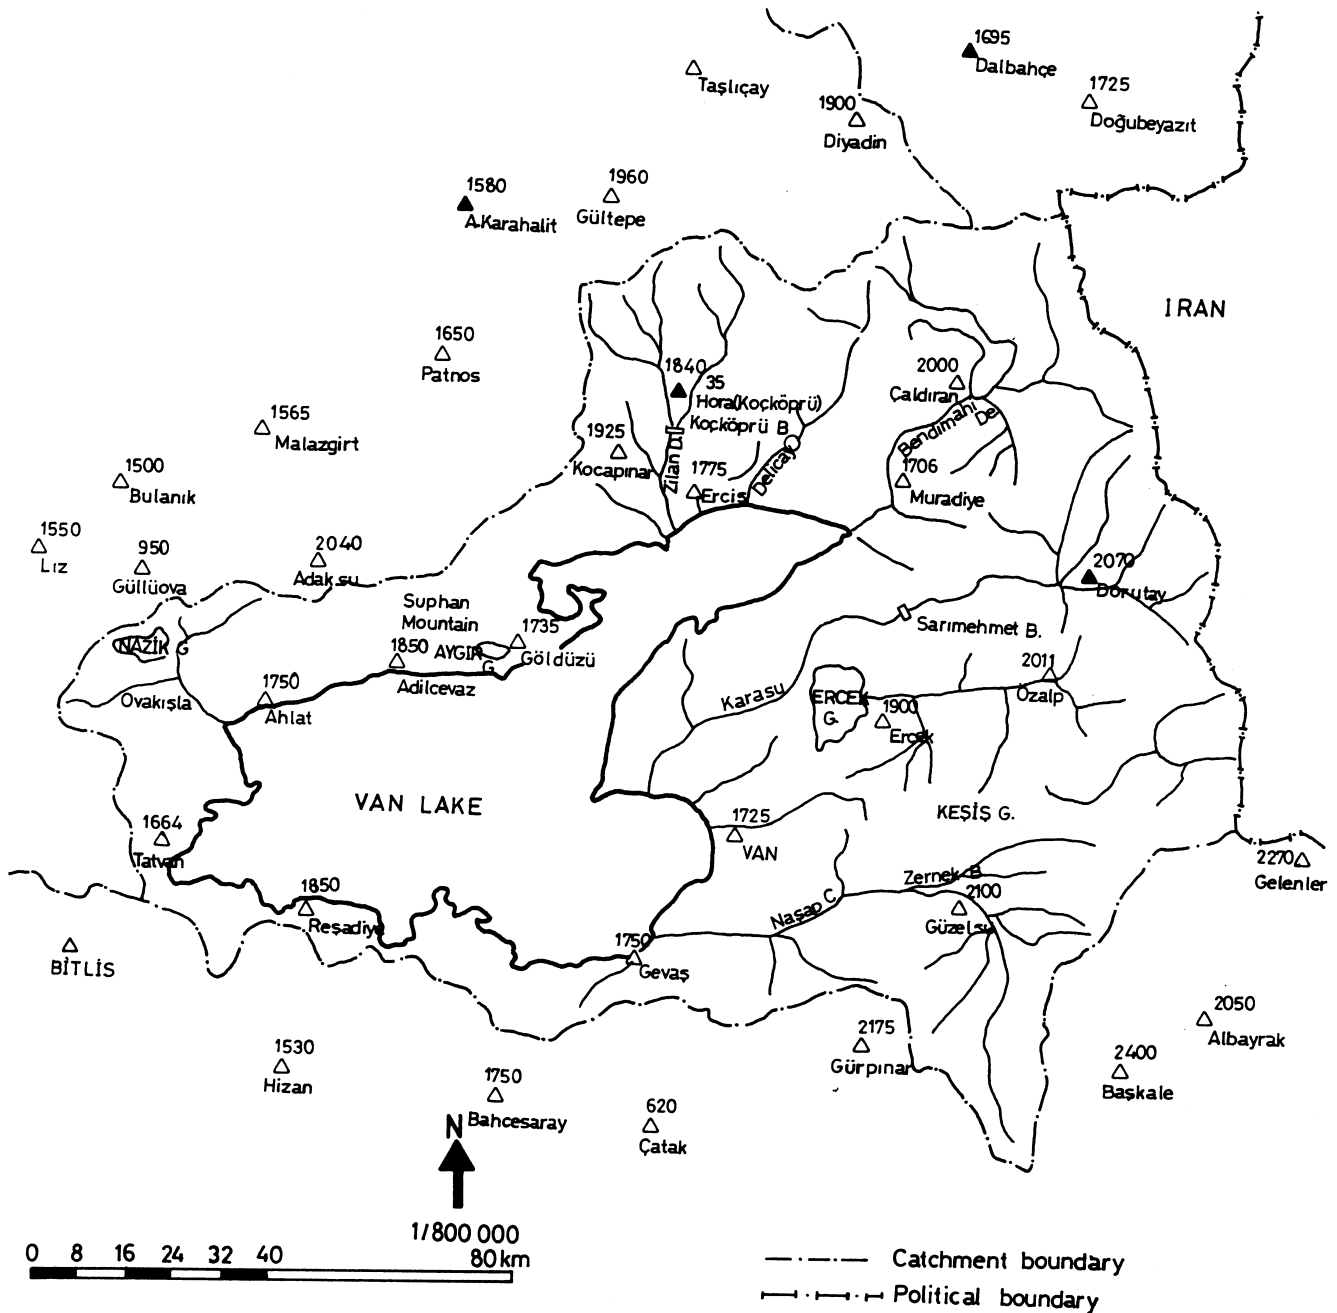 1695
Dalbahçe
Taşlıçay
1725
Doğubeyazıt
1900
Diyadin
1580
A.Karahalit
1960
Gültepe
IRAN
1650
Patnos
1840
35
Hora(Koçköprü)
Koçköprü B
2000
Çaldıran
Bendimahi De.
1565
Malazgirt
1925
Kocapınar
Zilan D.
1775
Erciş
Deliçay
1706
Muradiye
1500
Bulanık
1550
Lız
950
Güllüova
2040
Adaksu
2070
Dorutay
Suphan
Mountain
1735
Göldüzü
Sarımehmet B.
NAZİK G
1850
AYGIR
G
Adilcevaz
2011
Özalp
Ovakışla
1750
Ahlat
Karasu
ERCEK
G.
1900
Ercek
VAN LAKE
KEŞİŞ G.
1664
Tatvan
1725
VAN
2270
Gelenler
Zernek B
1850
Reşadiye
Naşap C
2100
Güzelsu
BİTLİS
1750
Gevaş
2050
Albayrak
1530
Hizan
2175
Gürpınar
2400
Başkale
1750
Bahcesaray
620
Çatak
N
1/800 000
0 8 16 24 32 40 80 km
Catchment boundary
Political boundary